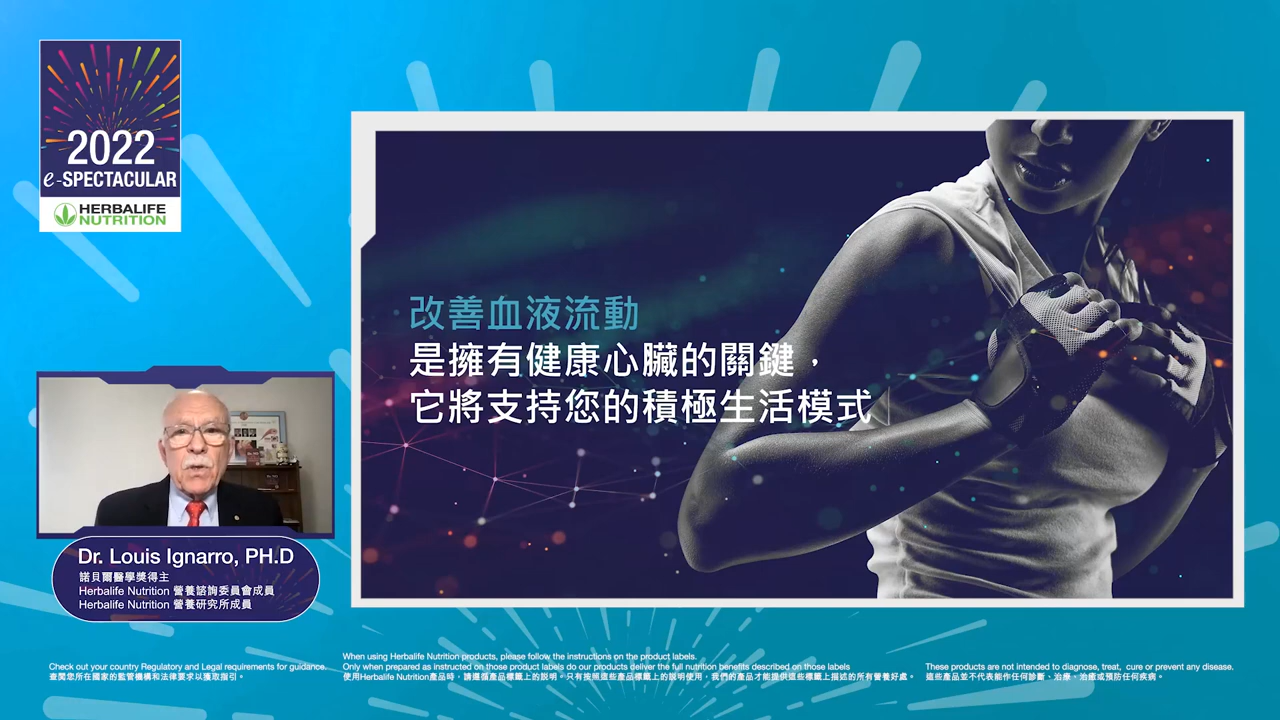 2022
e-SPECTACULAR
HERBALIFE
NUTRITION
改善血液流動
是擁有健康心臟的關鍵，
它將支持您的積極生活模式
Dr. Louis Ignarro, PH.D
諾貝爾醫學獎得主
Herbalife Nutrition 營養諮詢委員會成員
Herbalife Nutrition 營養研究所成員
Check out your country Regulatory and Legal requirements for guidance.
查閱您所在國家的監管機構和法律要求以獲取指引。
When using Herbalife Nutrition products, please follow the instructions on the product labels.
Only when prepared as instructed on those product labels do our products deliver the full nutrition benefits described on those labels
使用Herbalife Nutrition產品時，請遵循產品標籤上的說明。只有按照這些產品標籤上的說明使用，我們的產品才能提供這些標籤上描述的所有營養好處。
These products are not intended to diagnose, treat, cure or prevent any disease.
這些產品並不代表能作任何診斷、治療、治癒或預防任何疾病。